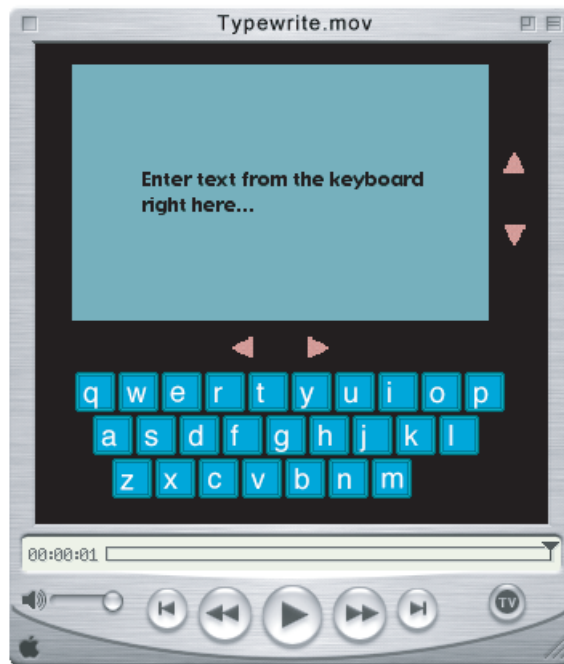 Typewrite.mov
Enter text from the keyboard
right here...
q w e r t y u i o p
a s d f g h j k l
z x c v b n m
00:00:01
TV